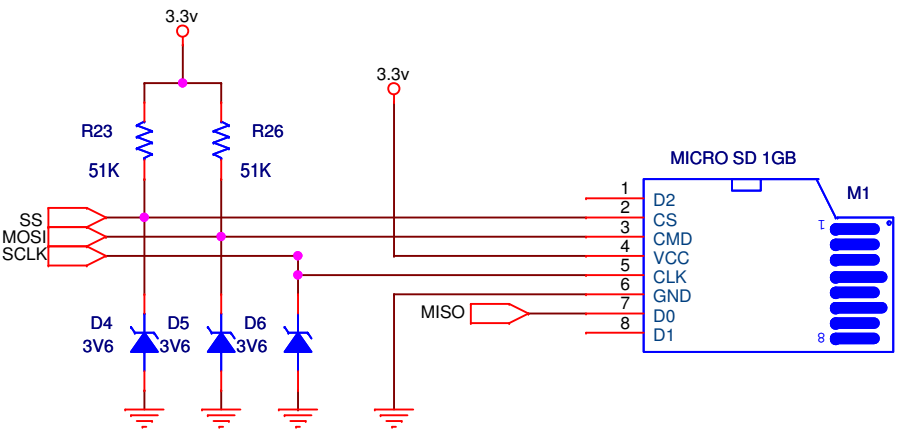 3.3v
3.3v
R23
R26
51K
51K
MICRO SD 1GB
M1
SS
MOSI
SCLK
1
2
3
4
5
6
7
8
D2
CS
CMD
VCC
CLK
GND
D0
D1
1
8
MISO
D4
3V6
D5
3V6
D6
3V6